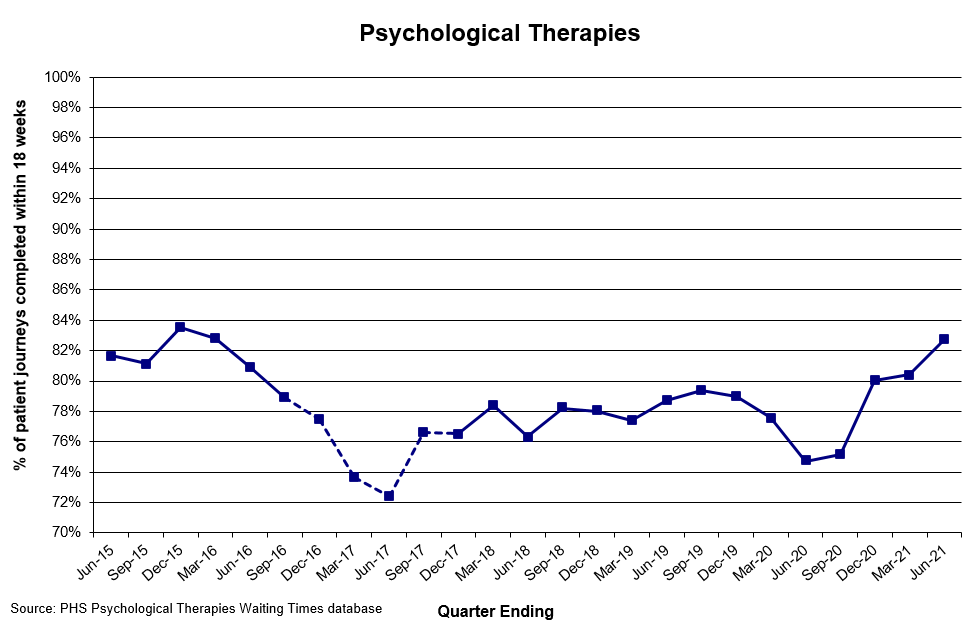 Psychological Therapies
% of patient journeys completed within 18 weeks
100%
98%
96%
94%
92%
90%
88%
86%
84%
82%
80%
78%
76%
74%
72%
70%
Jun-15
Sep-15
Dec-15
Mar-16
Jun-16
Sep-16
Dec-16
Mar-17
Jun-17
Sep-17
Dec-17
Mar-18
Jun-18
Sep-18
Dec-18
Mar-19
Jun-19
Sep-19
Dec-19
Mar-20
Jun-20
Sep-20
Dec-20
Mar-21
Jun-21
Source: PHS Psychological Therapies Waiting Times database
Quarter Ending